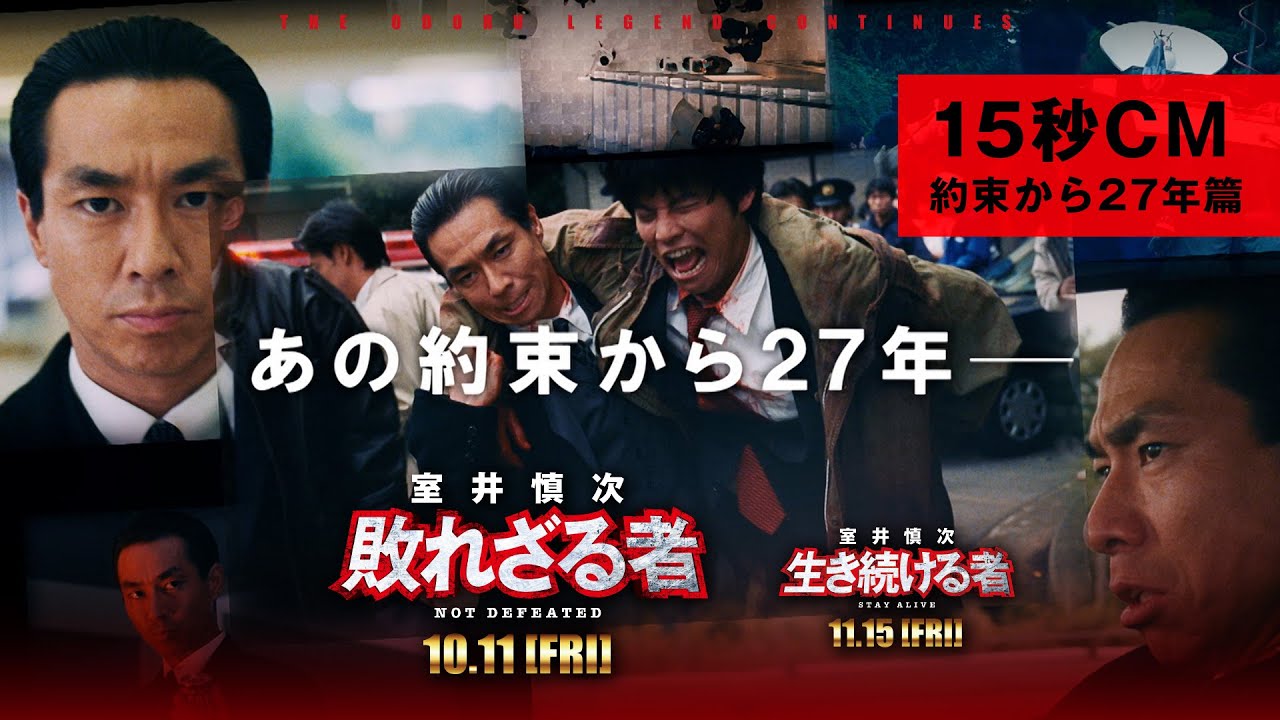 THE ODORU LEGEND CONTINUES
15秒CM
約束から27年篇
あの約束から27年―
室井慎次
敗れざる者
NOT DEFEATED
10.11 [FRI]
室井慎次
生き続ける者
STAY ALIVE
11.15 [FRI]